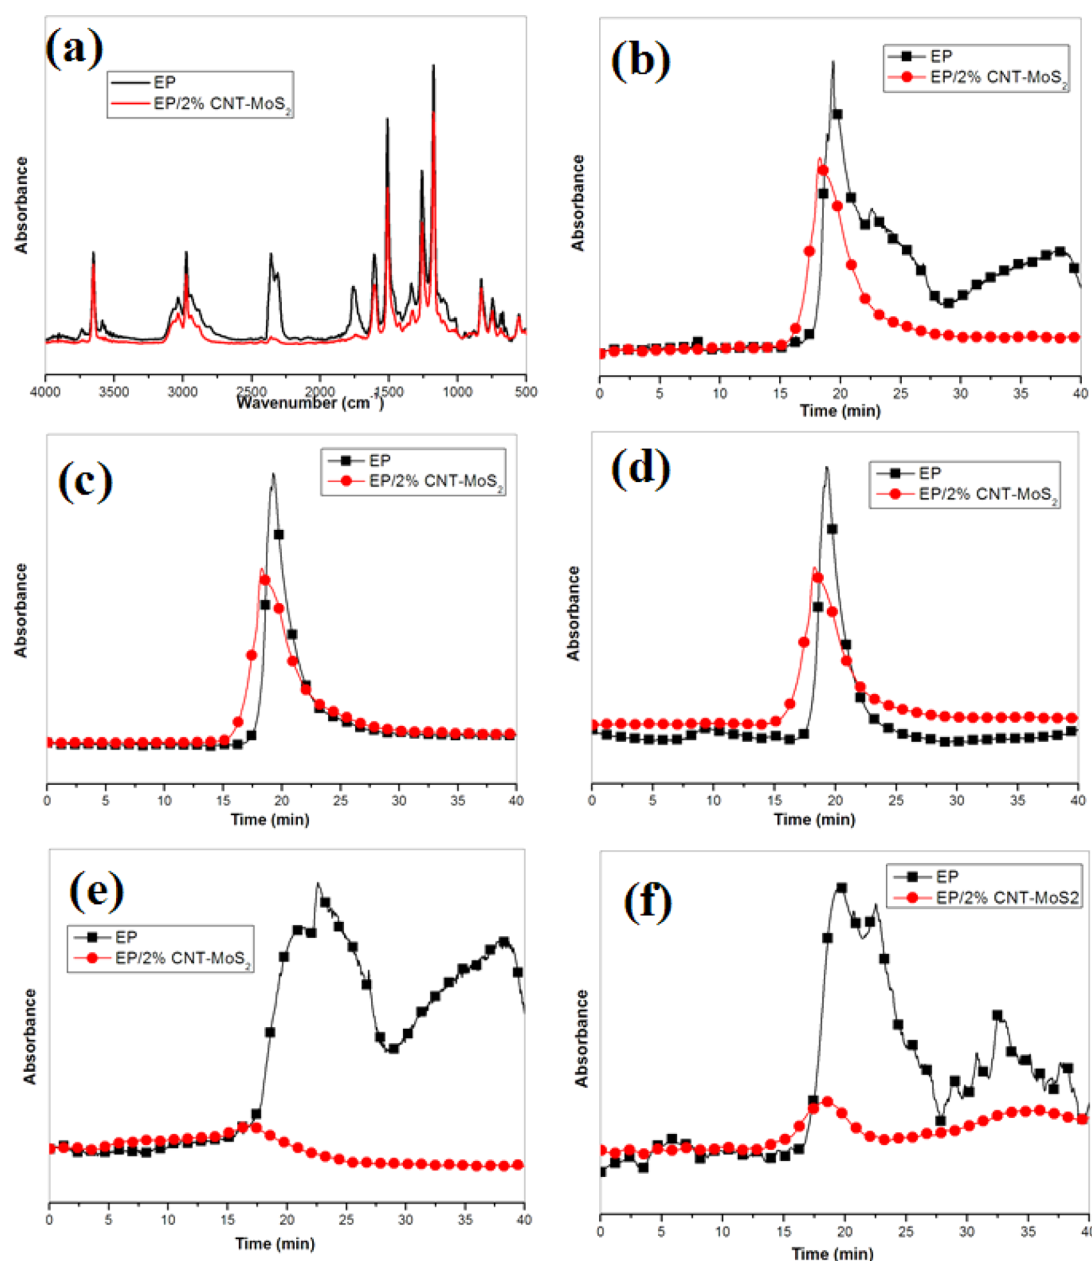 (a)
EP
EP/2% CNT-MoS2
Absorbance
4000 3500 3000 2500 2000 1500 1000 500
Wavenumber (cm-1)
(b)
EP
EP/2% CNT-MoS2
Absorbance
0 5 10 15 20 25 30 35 40
Time (min)
(c)
EP
EP/2% CNT-MoS2
Absorbance
0 5 10 15 20 25 30 35 40
Time (min)
(d)
EP
EP/2% CNT-MoS2
Absorbance
0 5 10 15 20 25 30 35 40
Time (min)
(e)
EP
EP/2% CNT-MoS2
Absorbance
0 5 10 15 20 25 30 35 40
Time (min)
(f)
EP
EP/2% CNT-MoS2
Absorbance
0 5 10 15 20 25 30 35 40
Time (min)